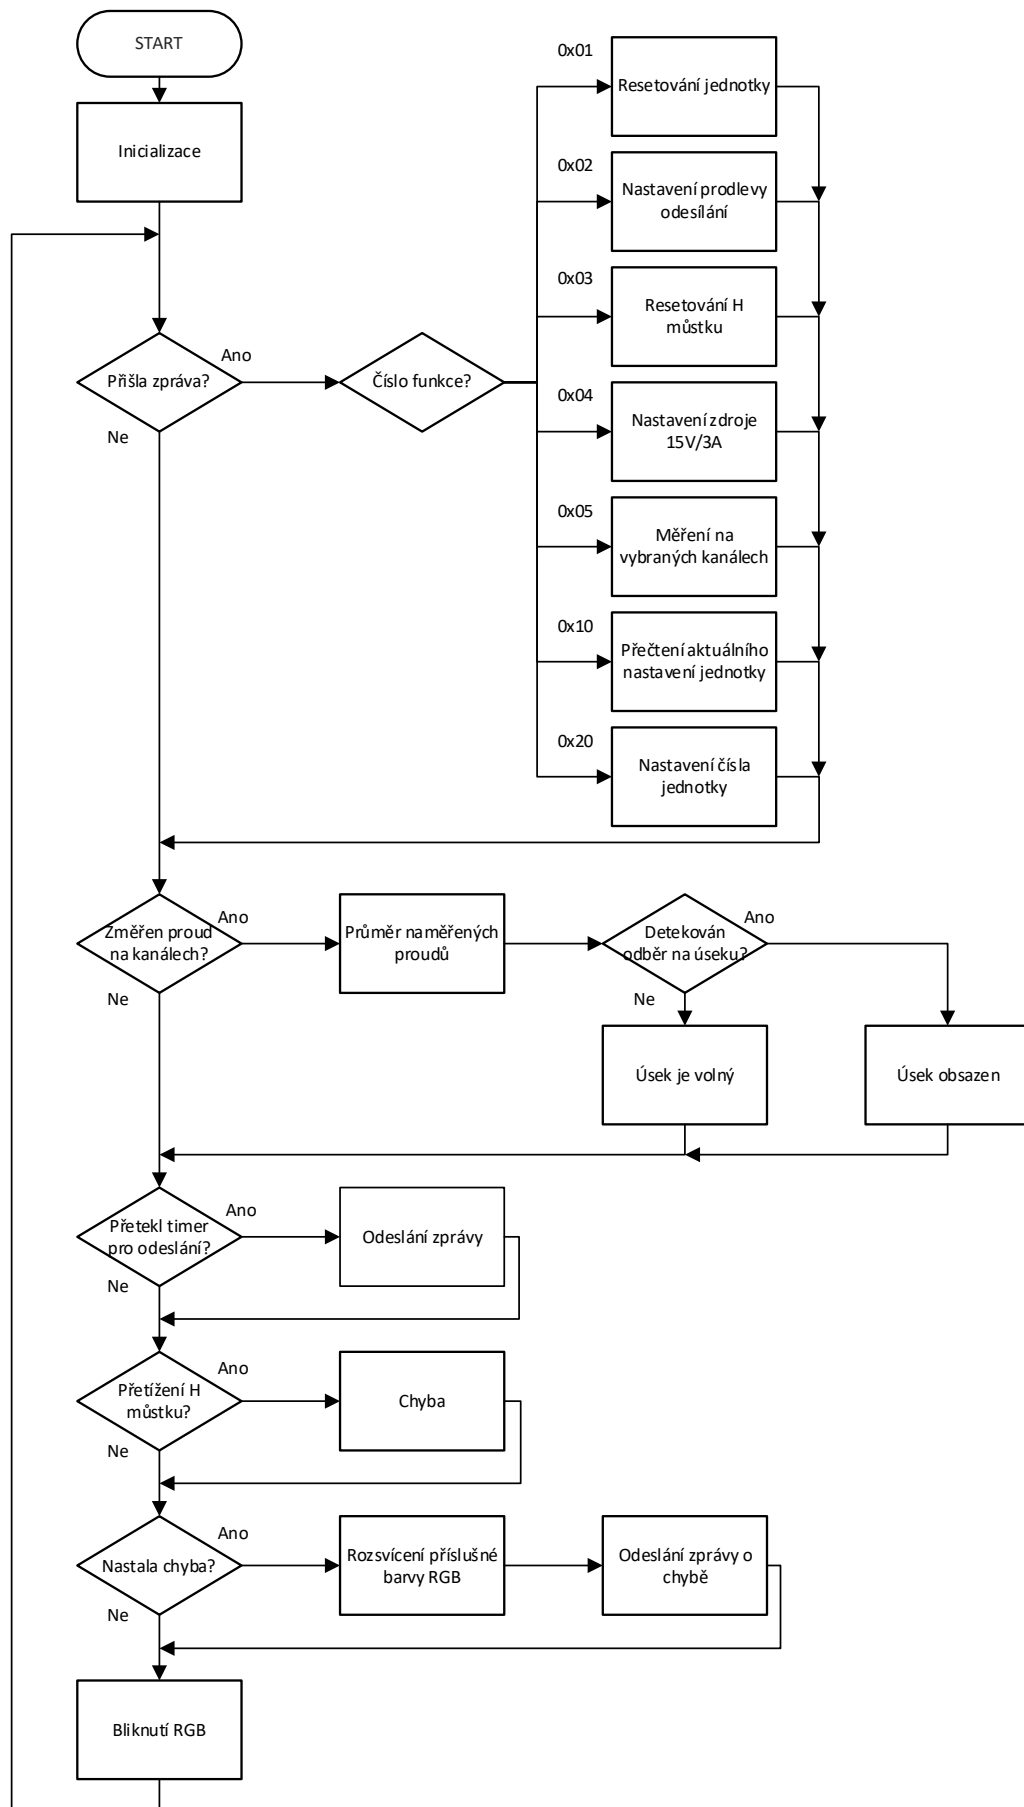 START
Inicializace
Přišla zpráva?
Ano
Ne
Číslo funkce?
0x01
Resetování jednotky
0x02
Nastavení prodlevy
odesílání
0x03
Resetování H
můstku
0x04
Nastavení zdroje
15V/3A
0x05
Měření na
vybraných kanálech
0x10
Přečtení aktuálního
nastavení jednotky
0x20
Nastavení čísla
jednotky
Změřen proud
na kanálech?
Ano
Ne
Průměr naměřených
proudů
Detekován
odběr na úseku?
Ano
Ne
Úsek je volný
Úsek obsazen
Přetekl timer
pro odeslání?
Ano
Ne
Odeslání zprávy
Přetížení H
můstku?
Ano
Ne
Chyba
Nastala chyba?
Ano
Ne
Rozsvícení příslušné
barvy RGB
Odeslání zprávy o
chybě
Bliknutí RGB